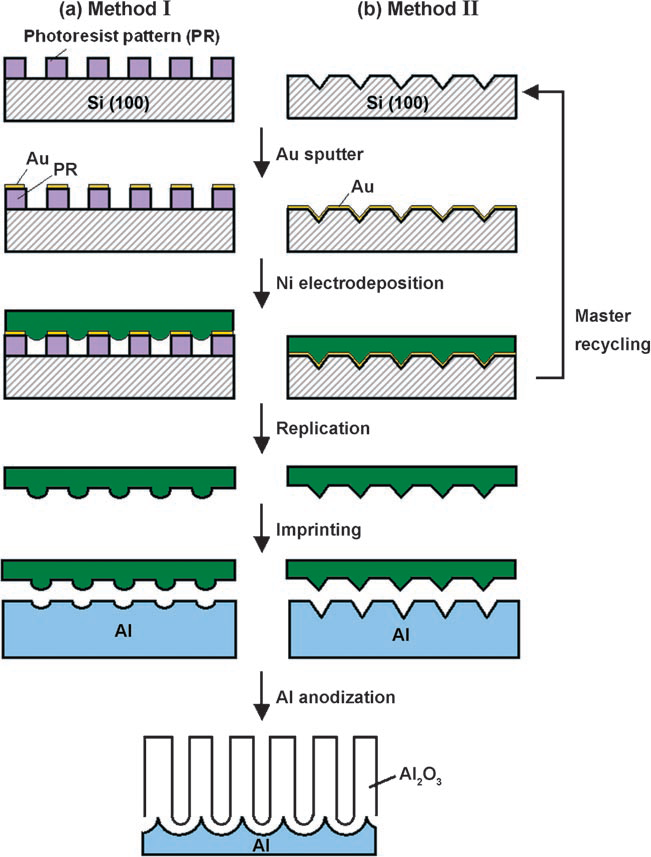 (a) Method I
(b) Method II
Photoresist pattern (PR)
Si (100)
Si (100)
Au sputter
Au
PR
Au
Ni electrodeposition
Master
recycling
Replication
Imprinting
Al
Al
Al anodization
Al₂O₃
Al